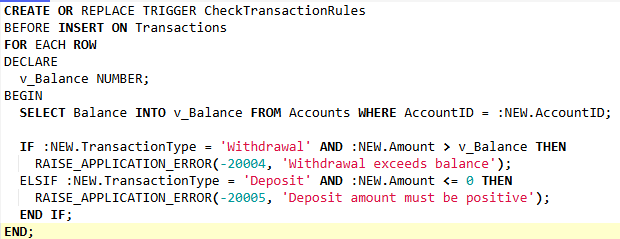 CREATE OR REPLACE TRIGGER CheckTransactionRules
BEFORE INSERT ON Transactions
FOR EACH ROW
DECLARE
  v_Balance NUMBER;
BEGIN
  SELECT Balance INTO v_Balance FROM Accounts WHERE AccountID = :NEW.AccountID;

  IF :NEW.TransactionType = 'Withdrawal' AND :NEW.Amount > v_Balance THEN
    RAISE_APPLICATION_ERROR(-20004, 'Withdrawal exceeds balance');
  ELSIF :NEW.TransactionType = 'Deposit' AND :NEW.Amount <= 0 THEN
    RAISE_APPLICATION_ERROR(-20005, 'Deposit amount must be positive');
  END IF;
END;